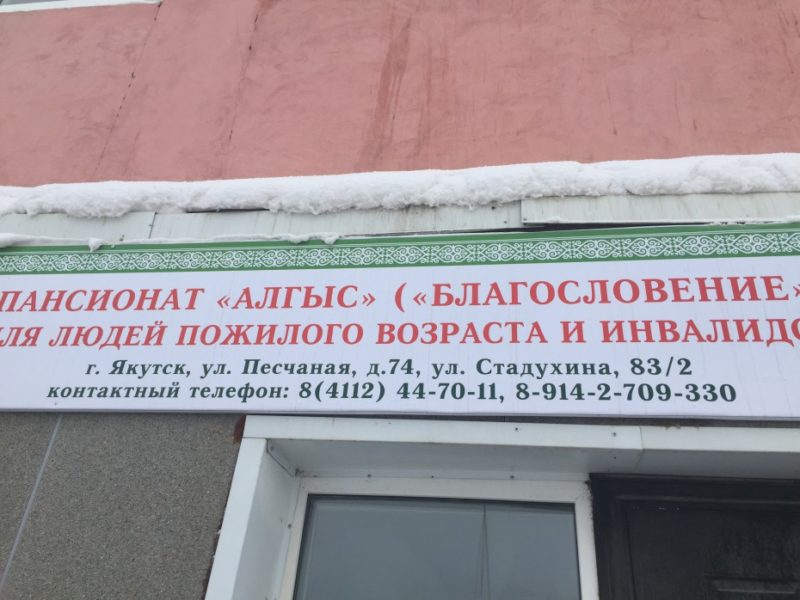 ПАНСИОНАТ «АЛГЫС» («БЛАГОСЛОВЕНИЕ»
ЛЯ ЛЮДЕЙ ПОЖИЛОГО ВОЗРАСТА И ИНВАЛИДО
г. Якутск, ул. Песчаная, д.74, ул. Стадухина, 83/2
контактный телефон: 8(4112) 44-70-11, 8-914-2-709-330